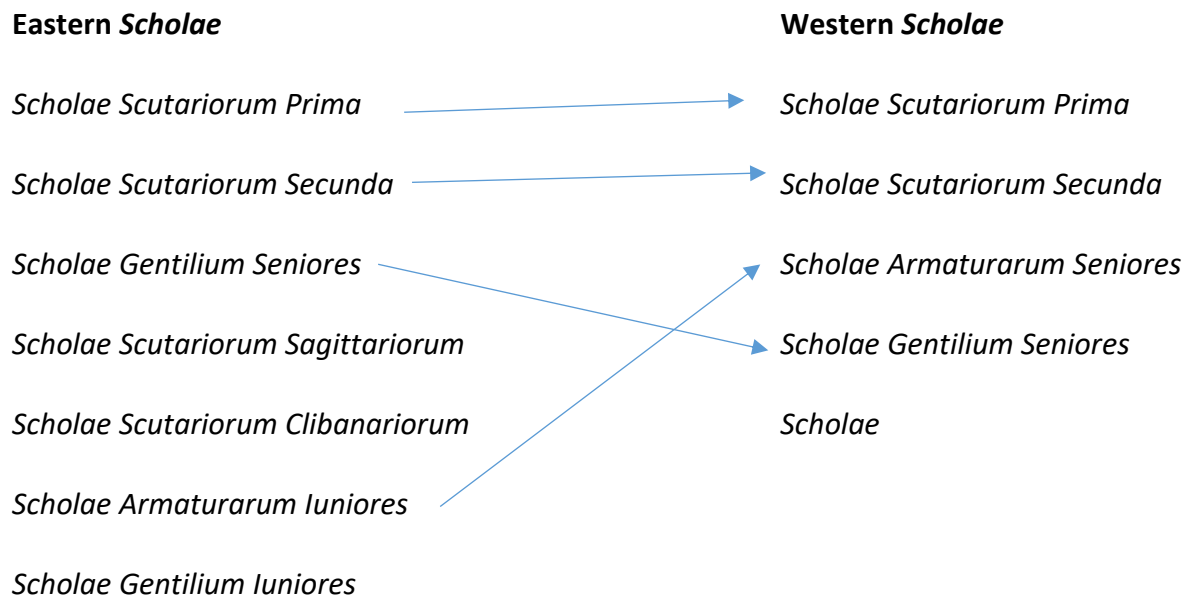 Eastern Scholae
Scholae Scutariorum Prima
Scholae Scutariorum Secunda
Scholae Gentilium Seniores
Scholae Scutariorum Sagittariorum
Scholae Scutariorum Clibanariorum
Scholae Armaturarum Iuniores
Scholae Gentilium Iuniores
Western Scholae
Scholae Scutariorum Prima
Scholae Scutariorum Secunda
Scholae Armaturarum Seniores
Scholae Gentilium Seniores
Scholae